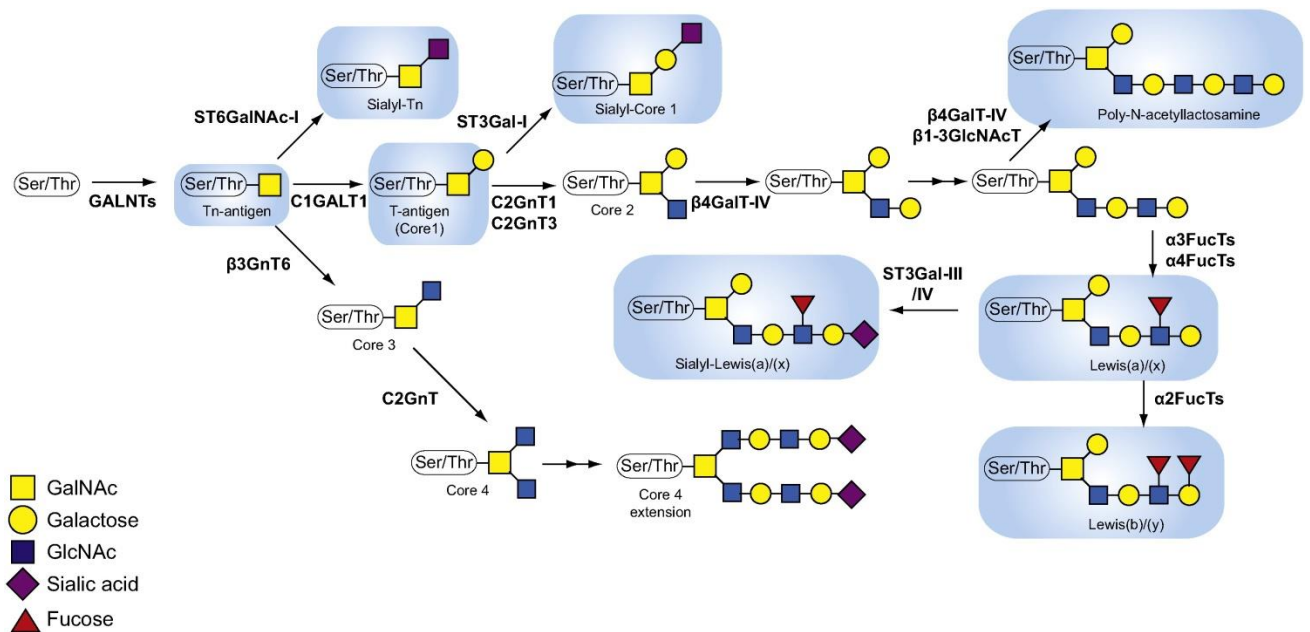 Ser/Thr
Sialyl-Tn
Ser/Thr
Sialyl-Core 1
Ser/Thr
Poly-N-acetyllactosamine
ST6GalNAc-I
ST3Gal-I
β4GalT-IV
β1-3GlcNAcT
Ser/Thr
GALNTs
Ser/Thr
Tn-antigen
C1GALT1
Ser/Thr
T-antigen
(Core1)
C2GnT1
C2GnT3
Ser/Thr
Core 2
β4GalT-IV
Ser/Thr
Ser/Thr
β3GnT6
α3FucTs
α4FucTs
Ser/Thr
Core 3
Ser/Thr
Sialyl-Lewis(a)/(x)
ST3Gal-III
/IV
Ser/Thr
Lewis(a)/(x)
C2GnT
α2FucTs
Ser/Thr
Core 4
Ser/Thr
Core 4
extension
Ser/Thr
Lewis(b)/(y)
GalNAc
Galactose
GlcNAc
Sialic acid
Fucose